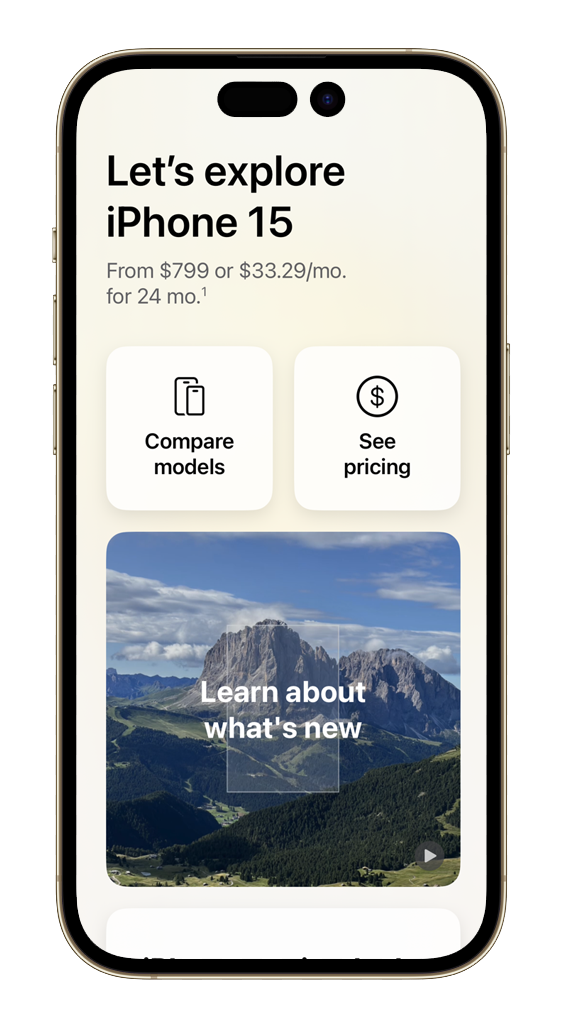 Let's explore
iPhone 15
From $799 or $33.29/mo.
for 24 mo.¹
Compare
models
See
pricing
Learn about
what's new